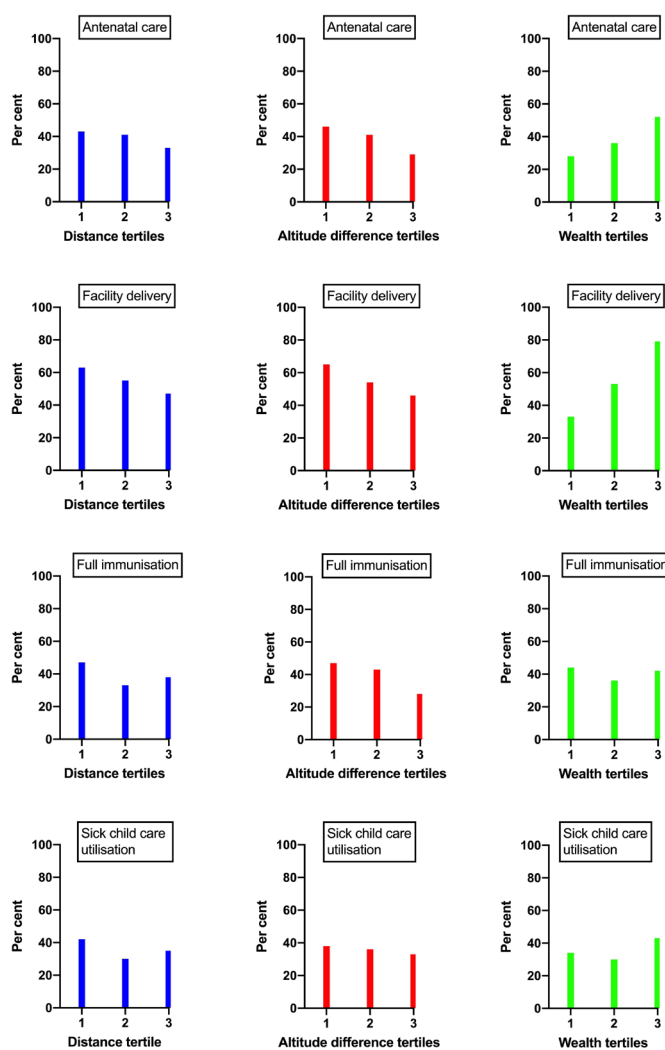 Antenatal care
Antenatal care
Antenatal care
100
80
60
40
20
0
Per cent
1 2 3
Distance tertiles
100
80
60
40
20
0
Per cent
1 2 3
Altitude difference tertiles
100
80
60
40
20
0
Per cent
1 2 3
Wealth tertiles
Facility delivery
Facility delivery
Facility delivery
100
80
60
40
20
0
Per cent
1 2 3
Distance tertiles
100
80
60
40
20
0
Per cent
1 2 3
Altitude difference tertiles
100
80
60
40
20
0
Per cent
1 2 3
Wealth tertiles
Full immunisation
Full immunisation
Full immunisation
100
80
60
40
20
0
Per cent
1 2 3
Distance tertiles
100
80
60
40
20
0
Per cent
1 2 3
Altitude difference tertiles
100
80
60
40
20
0
Per cent
1 2 3
Wealth tertiles
Sick child care
utilisation
Sick child care
utilisation
Sick child care
utilisation
100
80
60
40
20
0
Per cent
1 2 3
Distance tertile
100
80
60
40
20
0
Per cent
1 2 3
Altitude difference tertiles
100
80
60
40
20
0
Per cent
1 2 3
Wealth tertiles